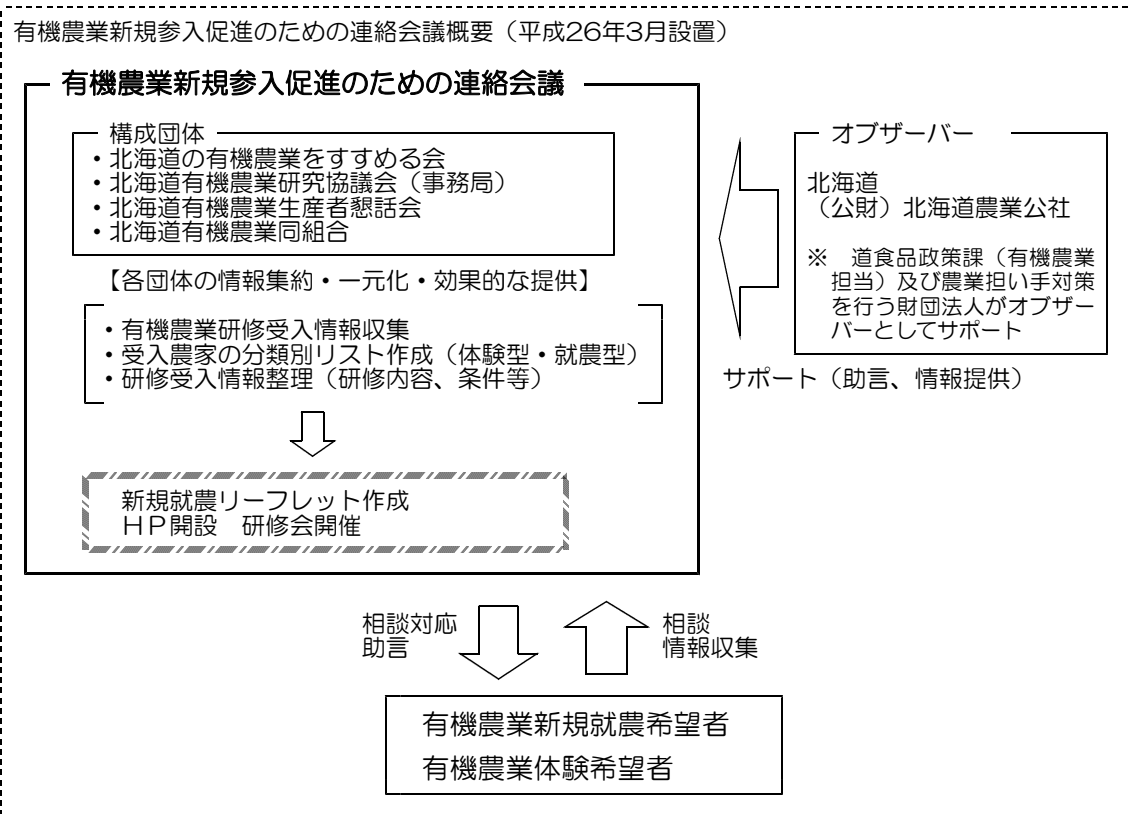 有機農業新規参入促進のための連絡会議概要（平成26年3月設置）
有機農業新規参入促進のための連絡会議
構成団体
・北海道の有機農業をすすめる会
・北海道有機農業研究協議会（事務局）
・北海道有機農業生産者懇話会
・北海道有機農業同組合
【各団体の情報集約・一元化・効果的な提供】
・有機農業研修受入情報収集
・受入農家の分類別リスト作成（体験型・就農型）
・研修受入情報整理（研修内容、条件等）
新規就農リーフレット作成
ＨＰ開設　研修会開催
オブザーバー
北海道
（公財）北海道農業公社
※　道食品政策課（有機農業
担当）及び農業担い手対策
を行う財団法人がオブザー
バーとしてサポート
サポート（助言、情報提供）
相談対応
助言
相談
情報収集
有機農業新規就農希望者
有機農業体験希望者